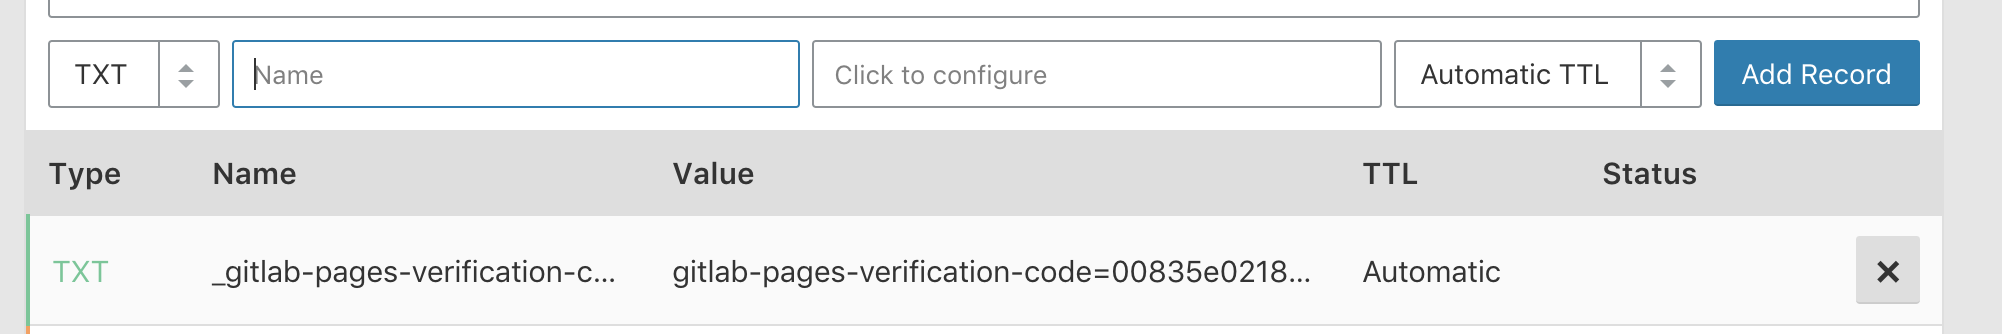 TXT Name Click to configure Automatic TTL Add Record
Type Name Value TTL Status
TXT _gitlab-pages-verification-c... gitlab-pages-verification-code=00835e0218... Automatic